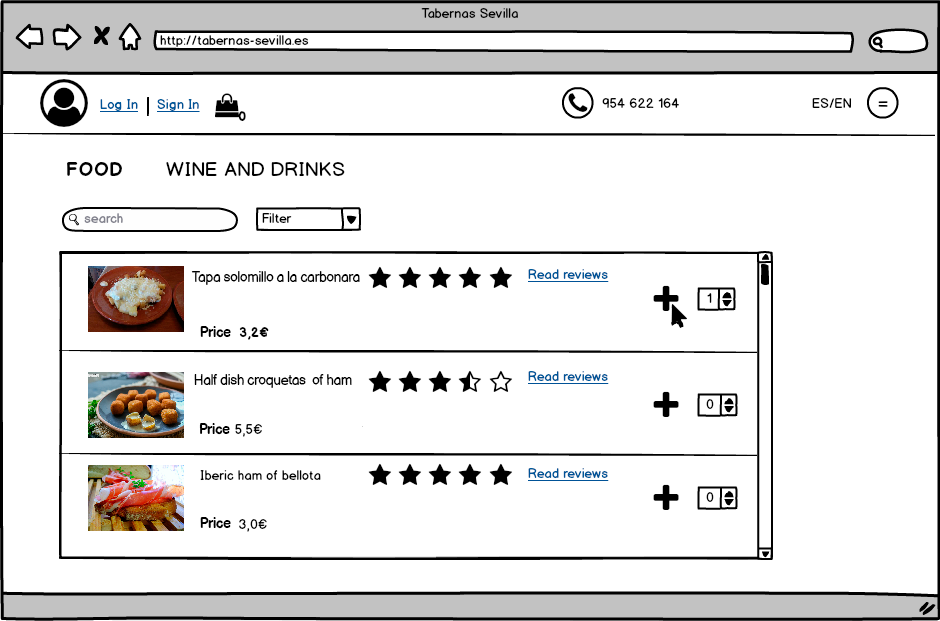 Tabernas Sevilla
http://tabernas-sevilla.es
Log In | Sign In 0 954 622 164 ES/EN
FOOD WINE AND DRINKS
search Filter
Tapa solomillo a la carbonara Read reviews
1
Price 3,2€
Half dish croquetas of ham Read reviews
0
Price 5,5€
Iberic ham of bellota Read reviews
0
Price 3,0€